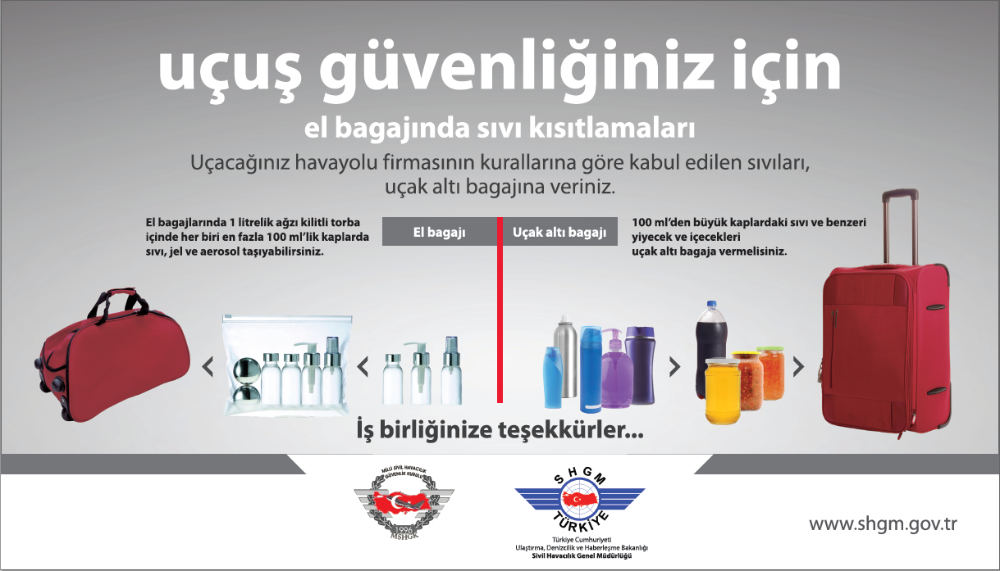 uçuş güvenliğiniz için
el bagajında sıvı kısıtlamaları
Uçacağınız havayolu firmasının kurallarına göre kabul edilen sıvıları,
uçak altı bagajına veriniz.
El bagajlarında 1 litrelik ağzı kilitli torba
içinde her biri en fazla 100 ml'lik kaplarda
sıvı, jel ve aerosol taşıyabilirsiniz.
El bagajı
Uçak altı bagajı
100 ml'den büyük kaplardaki sıvı ve benzeri
yiyecek ve içecekleri
uçak altı bagaja vermelisiniz.
İş birliğinize teşekkürler...
MİLLİ SİVİL HAVACILIK
GÜVENLİK KURULU
1996
MSHGK
SHGM
TÜRKİYE
Türkiye Cumhuriyeti
Ulaştırma, Denizcilik ve Haberleşme Bakanlığı
Sivil Havacılık Genel Müdürlüğü
www.shgm.gov.tr